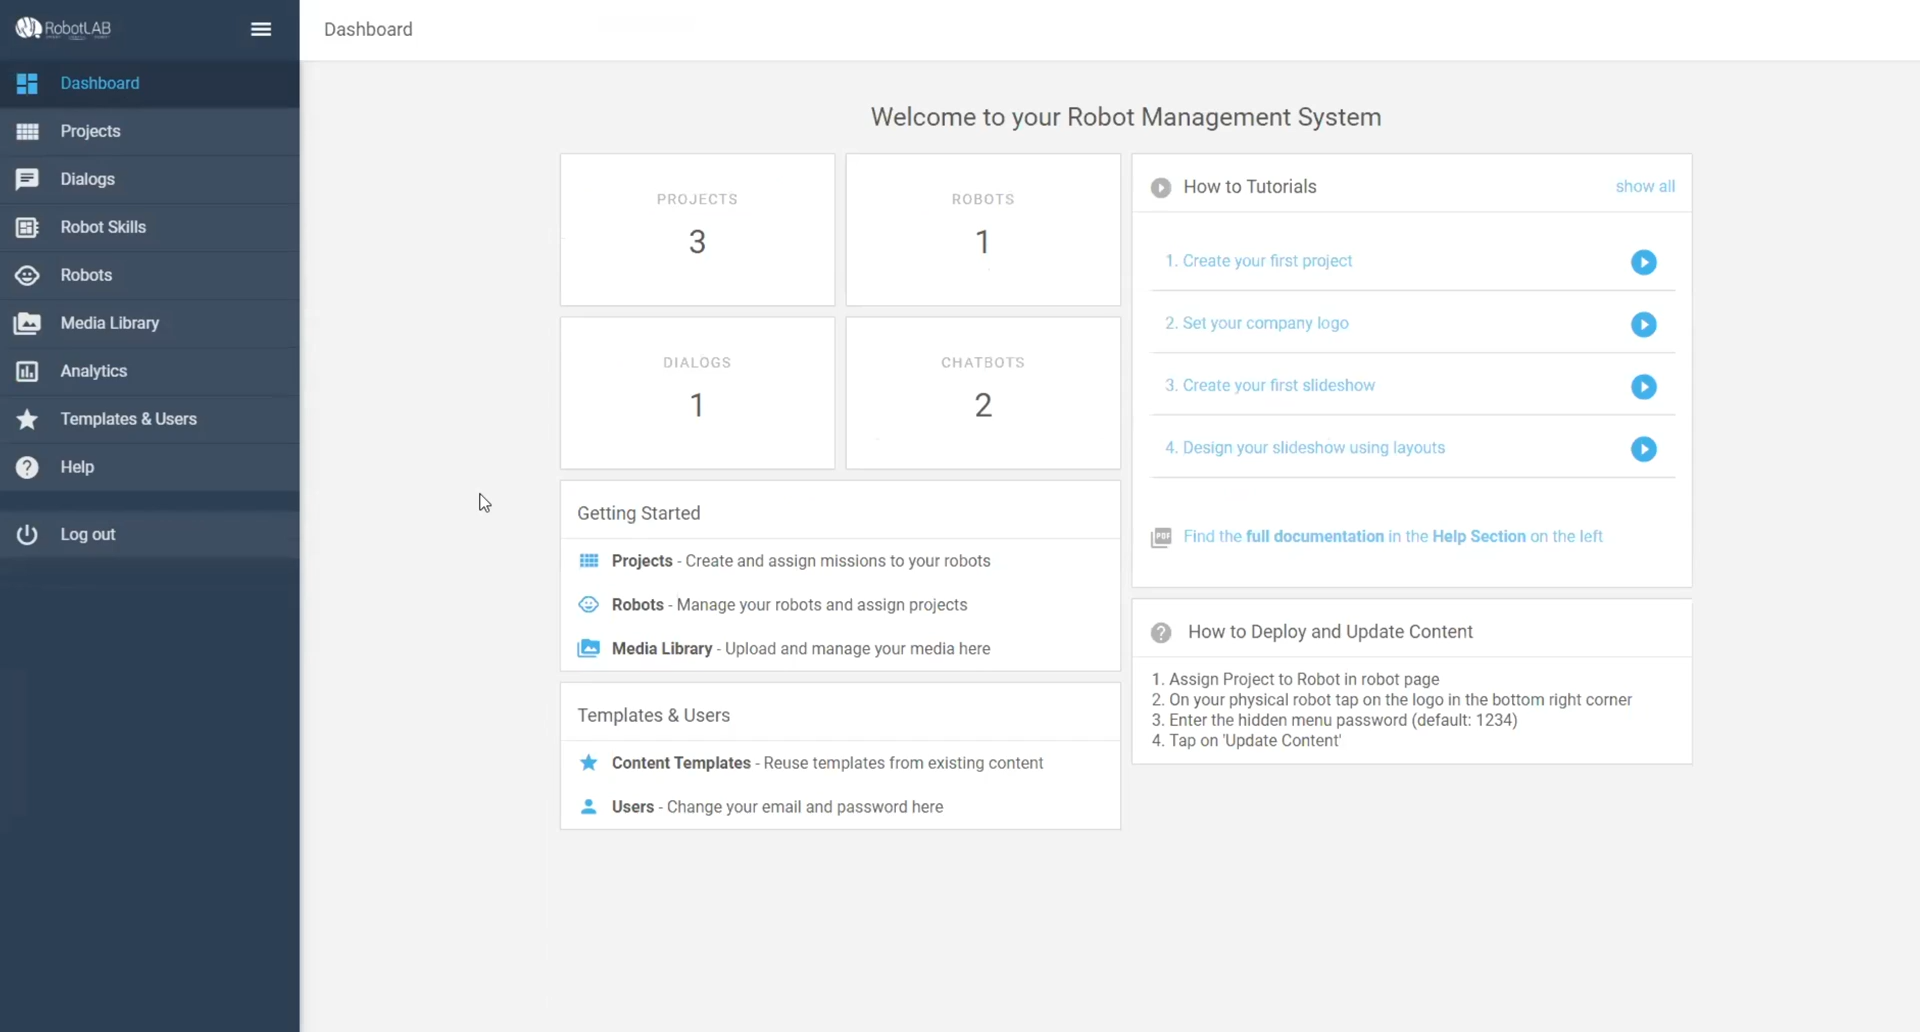 RobotLAB
Dashboard
Dashboard
Projects
Dialogs
Robot Skills
Robots
Media Library
Analytics
Templates & Users
Help
Log out
Welcome to your Robot Management System
PROJECTS
3
ROBOTS
1
DIALOGS
1
CHATBOTS
2
Getting Started
Projects - Create and assign missions to your robots
Robots - Manage your robots and assign projects
Media Library - Upload and manage your media here
Templates & Users
Content Templates - Reuse templates from existing content
Users - Change your email and password here
How to Tutorials
show all
1. Create your first project
2. Set your company logo
3. Create your first slideshow
4. Design your slideshow using layouts
PDF
Find the full documentation in the Help Section on the left
How to Deploy and Update Content
1. Assign Project to Robot in robot page
2. On your physical robot tap on the logo in the bottom right corner
3. Enter the hidden menu password (default: 1234)
4. Tap on 'Update Content'